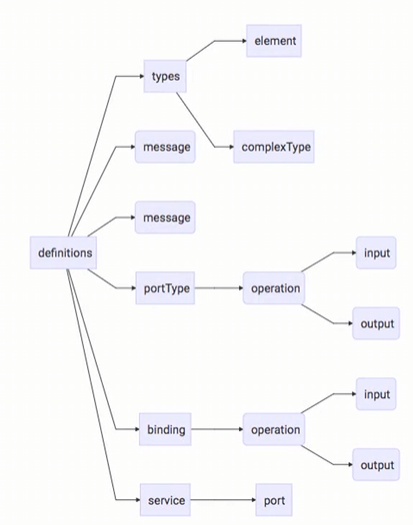 element
types
message
complexType
message
definitions
input
portType
operation
output
input
binding
operation
output
service
port